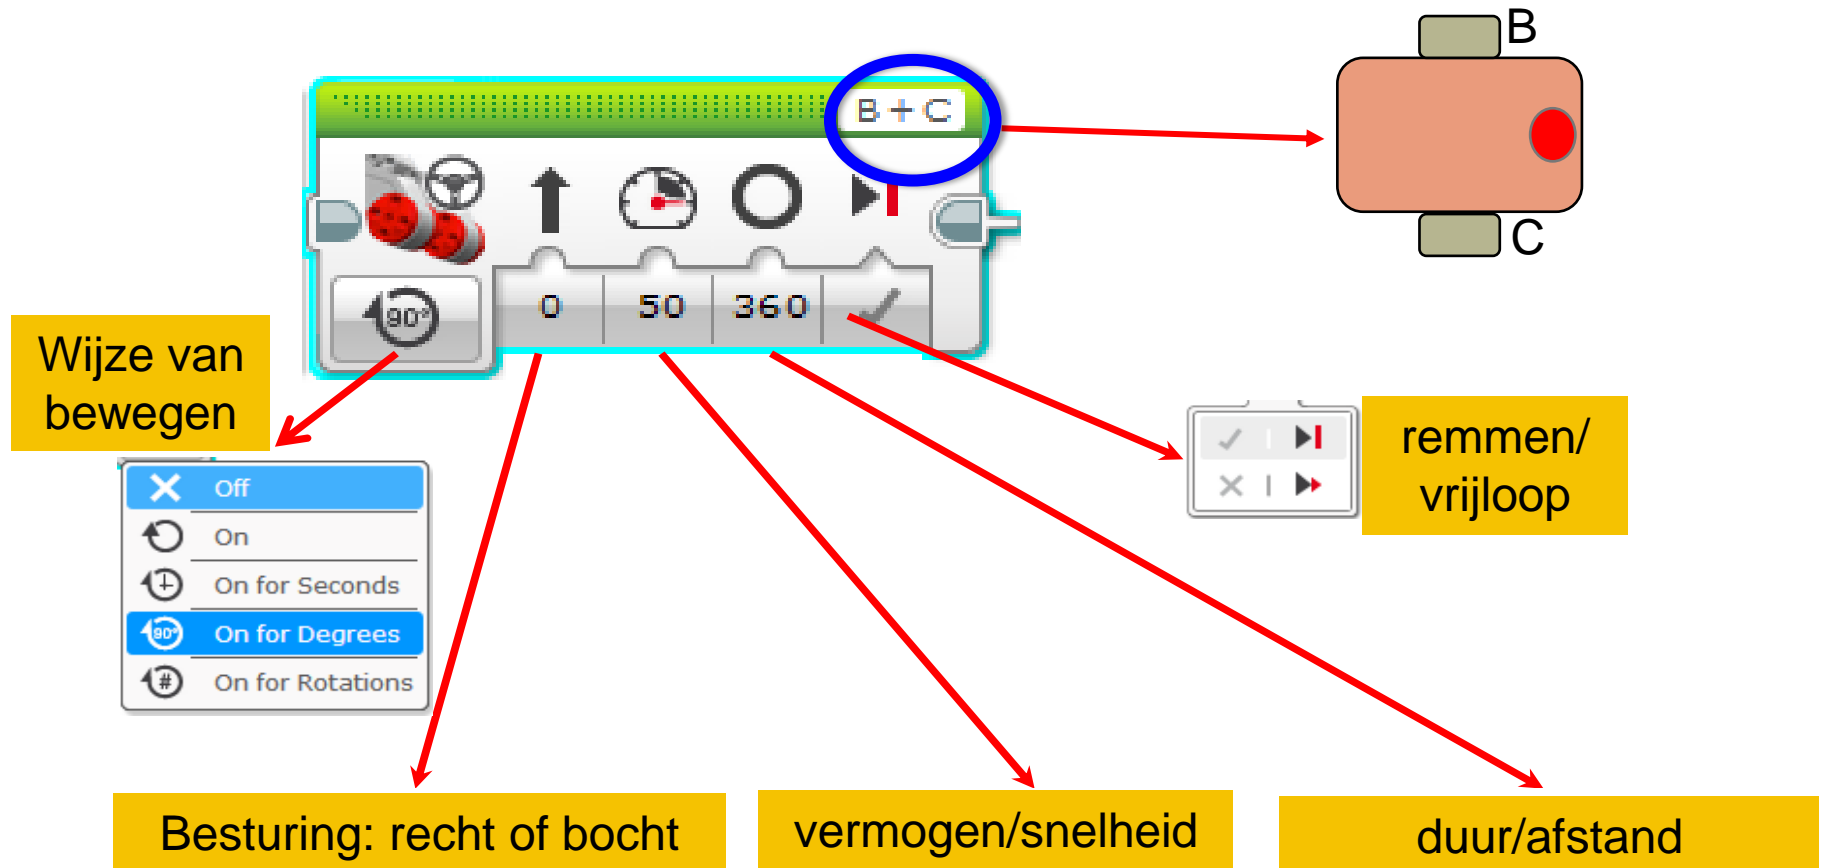 B
B + C
90°
0
50
360
C
Wijze van
bewegen
Off
On
On for Seconds
90° On for Degrees
# On for Rotations
remmen/
vrijloop
Besturing: recht of bocht
vermogen/snelheid
duur/afstand